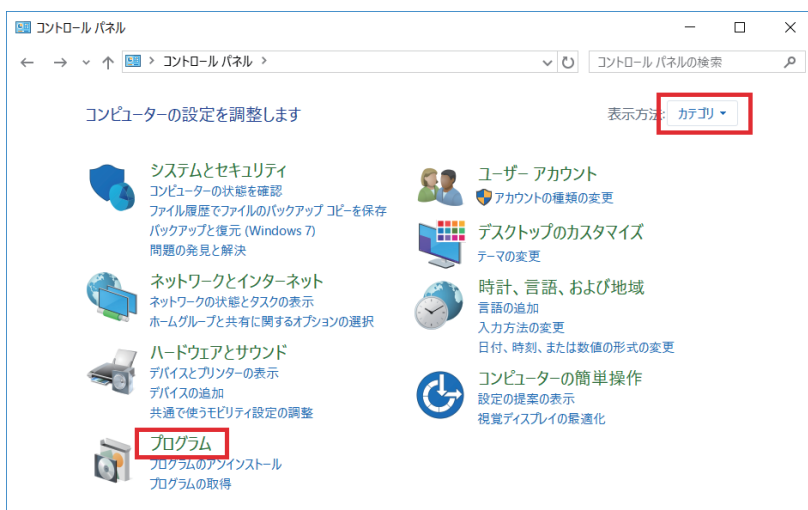 コントロール パネル
コントロール パネル
コントロール パネルの検索
コンピューターの設定を調整します
表示方法: カテゴリ
システムとセキュリティ
コンピューターの状態を確認
ファイル履歴でファイルのバックアップ コピーを保存
バックアップと復元 (Windows 7)
問題の発見と解決
ネットワークとインターネット
ネットワークの状態とタスクの表示
ホームグループと共有に関するオプションの選択
ハードウェアとサウンド
デバイスとプリンターの表示
デバイスの追加
共通で使うモビリティ設定の調整
プログラム
プログラムのアンインストール
プログラムの取得
ユーザー アカウント
アカウントの種類の変更
デスクトップのカスタマイズ
テーマの変更
時計、言語、および地域
言語の追加
入力方法の変更
日付、時刻、または数値の形式の変更
コンピューターの簡単操作
設定の提案の表示
視覚ディスプレイの最適化